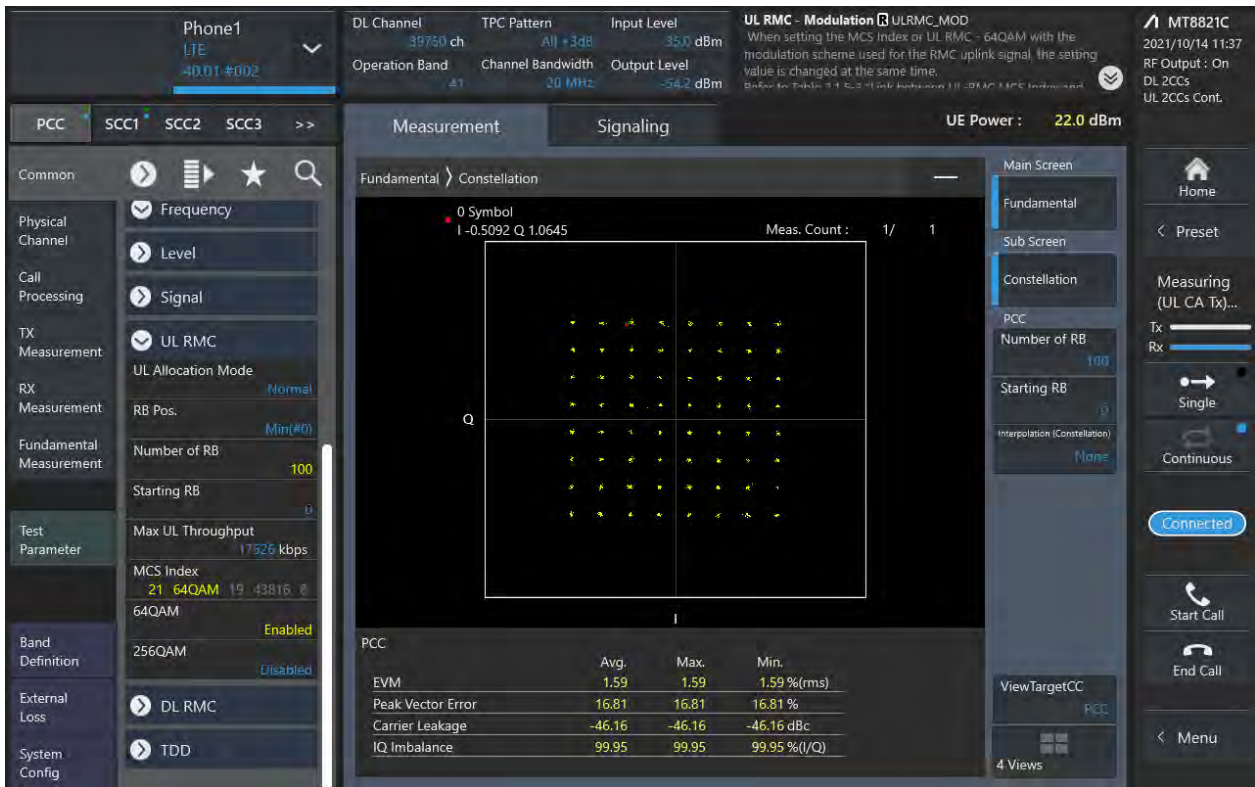 Phone1
LTE
40.01 #002
DL Channel
39750 ch
Operation Band
41
TPC Pattern
All +3dB
Channel Bandwidth
20 MHz
Input Level
35.0 dBm
Output Level
-54.2 dBm
UL RMC - Modulation R ULRMC_MOD
When setting the MCS Index or UL RMC - 64QAM with the
modulation scheme used for the RMC uplink signal, the setting
value is changed at the same time.
MT8821C
2021/10/14 11:37
RF Output : On
DL 2CCs
UL 2CCs Cont.
PCC SCC1 SCC2 SCC3 >>
Measurement Signaling
UE Power : 22.0 dBm
Common
Physical
Channel
Call
Processing
TX
Measurement
RX
Measurement
Fundamental
Measurement
Test
Parameter
Band
Definition
External
Loss
System
Config
Frequency
Level
Signal
UL RMC
UL Allocation Mode
Normal
RB Pos.
Min(#0)
Number of RB
100
Starting RB
0
Max UL Throughput
17526 kbps
MCS Index
21 64QAM 19 43816 6
64QAM
Enabled
256QAM
Disabled
DL RMC
TDD
Fundamental Constellation
0 Symbol
I -0.5092 Q 1.0645
Meas. Count : 1/ 1
Q
I
PCC
Avg. Max. Min.
EVM 1.59 1.59 1.59 %(rms)
Peak Vector Error 16.81 16.81 16.81 %
Carrier Leakage -46.16 -46.16 -46.16 dBc
IQ Imbalance 99.95 99.95 99.95 %(I/Q)
Main Screen
Fundamental
Sub Screen
Constellation
PCC
Number of RB
100
Starting RB
0
Interpolation (Constellation)
None
ViewTargetCC
PCC
4 Views
Home
< Preset
Measuring
(UL CA Tx)...
Tx
Rx
Single
Continuous
Connected
Start Call
End Call
< Menu